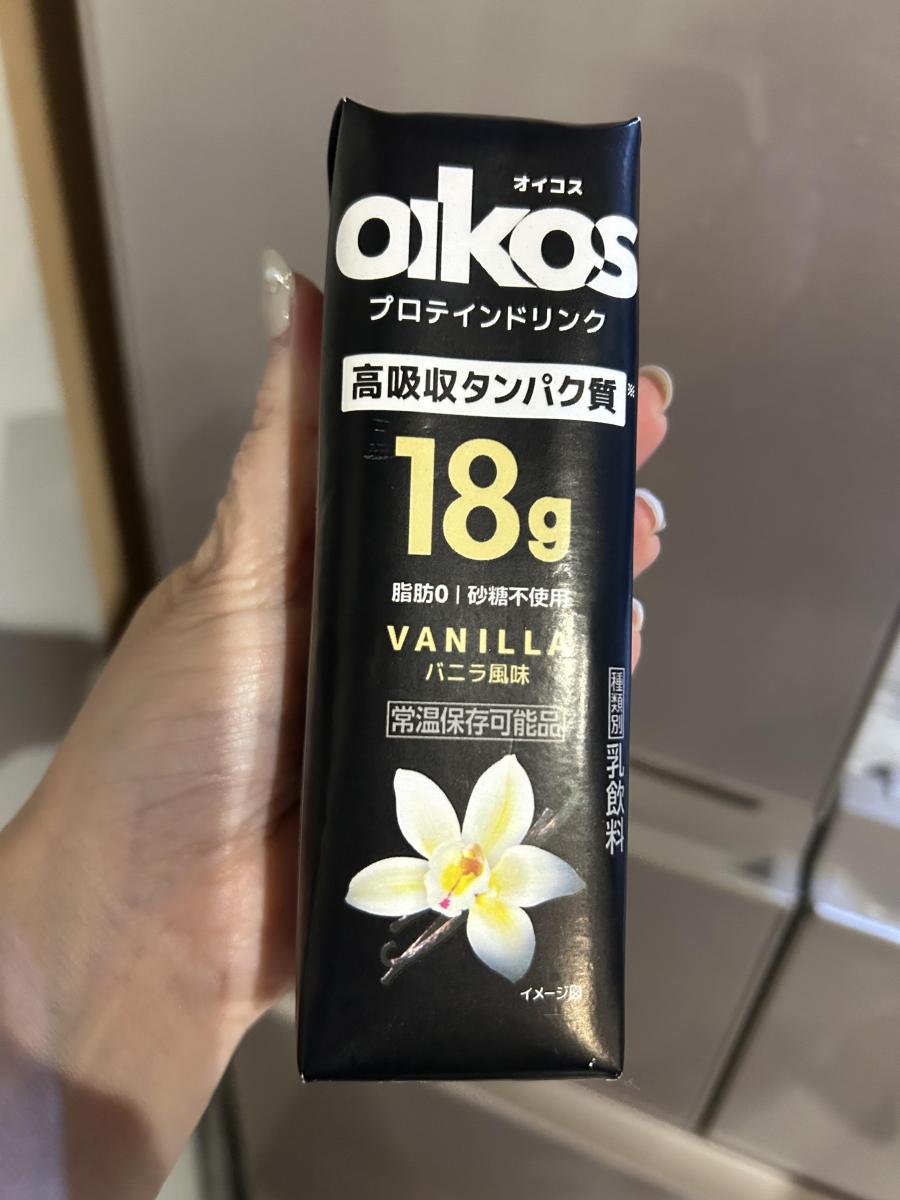 オイコス
oikos
プロテインドリンク
高吸収タンパク質※
18g
脂肪0｜砂糖不使用
VANILLA
バニラ風味
常温保存可能品
種類別 乳飲料
イメージ図